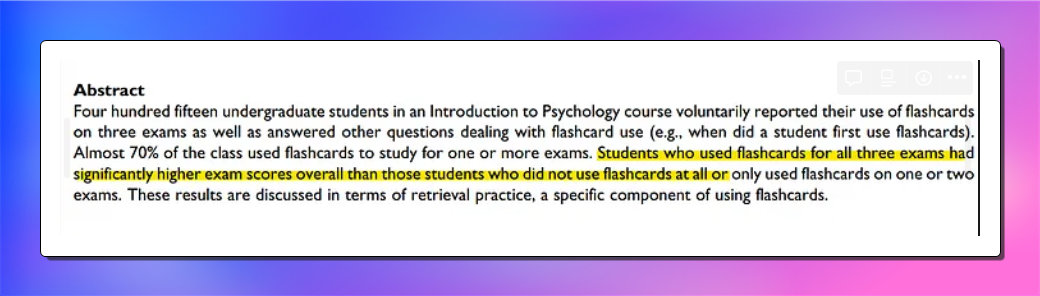 Abstract
Four hundred fifteen undergraduate students in an Introduction to Psychology course voluntarily reported their use of flashcards
on three exams as well as answered other questions dealing with flashcard use (e.g., when did a student first use flashcards).
Almost 70% of the class used flashcards to study for one or more exams. Students who used flashcards for all three exams had
significantly higher exam scores overall than those students who did not use flashcards at all or only used flashcards on one or two
exams. These results are discussed in terms of retrieval practice, a specific component of using flashcards.